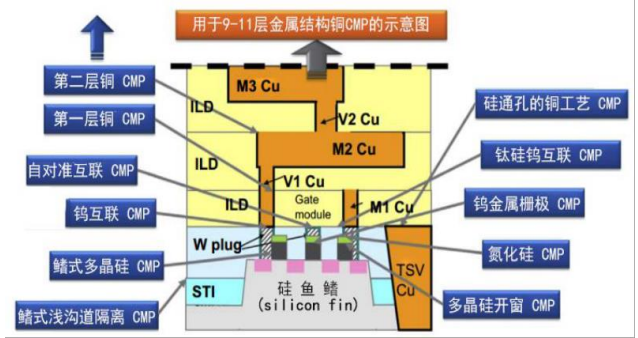 用于9-11层金属结构铜CMP的示意图
第二层铜 CMP
第一层铜 CMP
自对准互联 CMP
钨互联 CMP
鳍式多晶硅 CMP
鳍式浅沟道隔离 CMP
M3 Cu
ILD
V2 Cu
M2 Cu
ILD
V1 Cu
Gate
module
ILD
M1 Cu
W plug
STI
硅鱼鳍
(silicon fin)
TSV
Cu
硅通孔的铜工艺 CMP
钛硅钨互联 CMP
钨金属栅极 CMP
氮化硅 CMP
多晶硅开窗 CMP